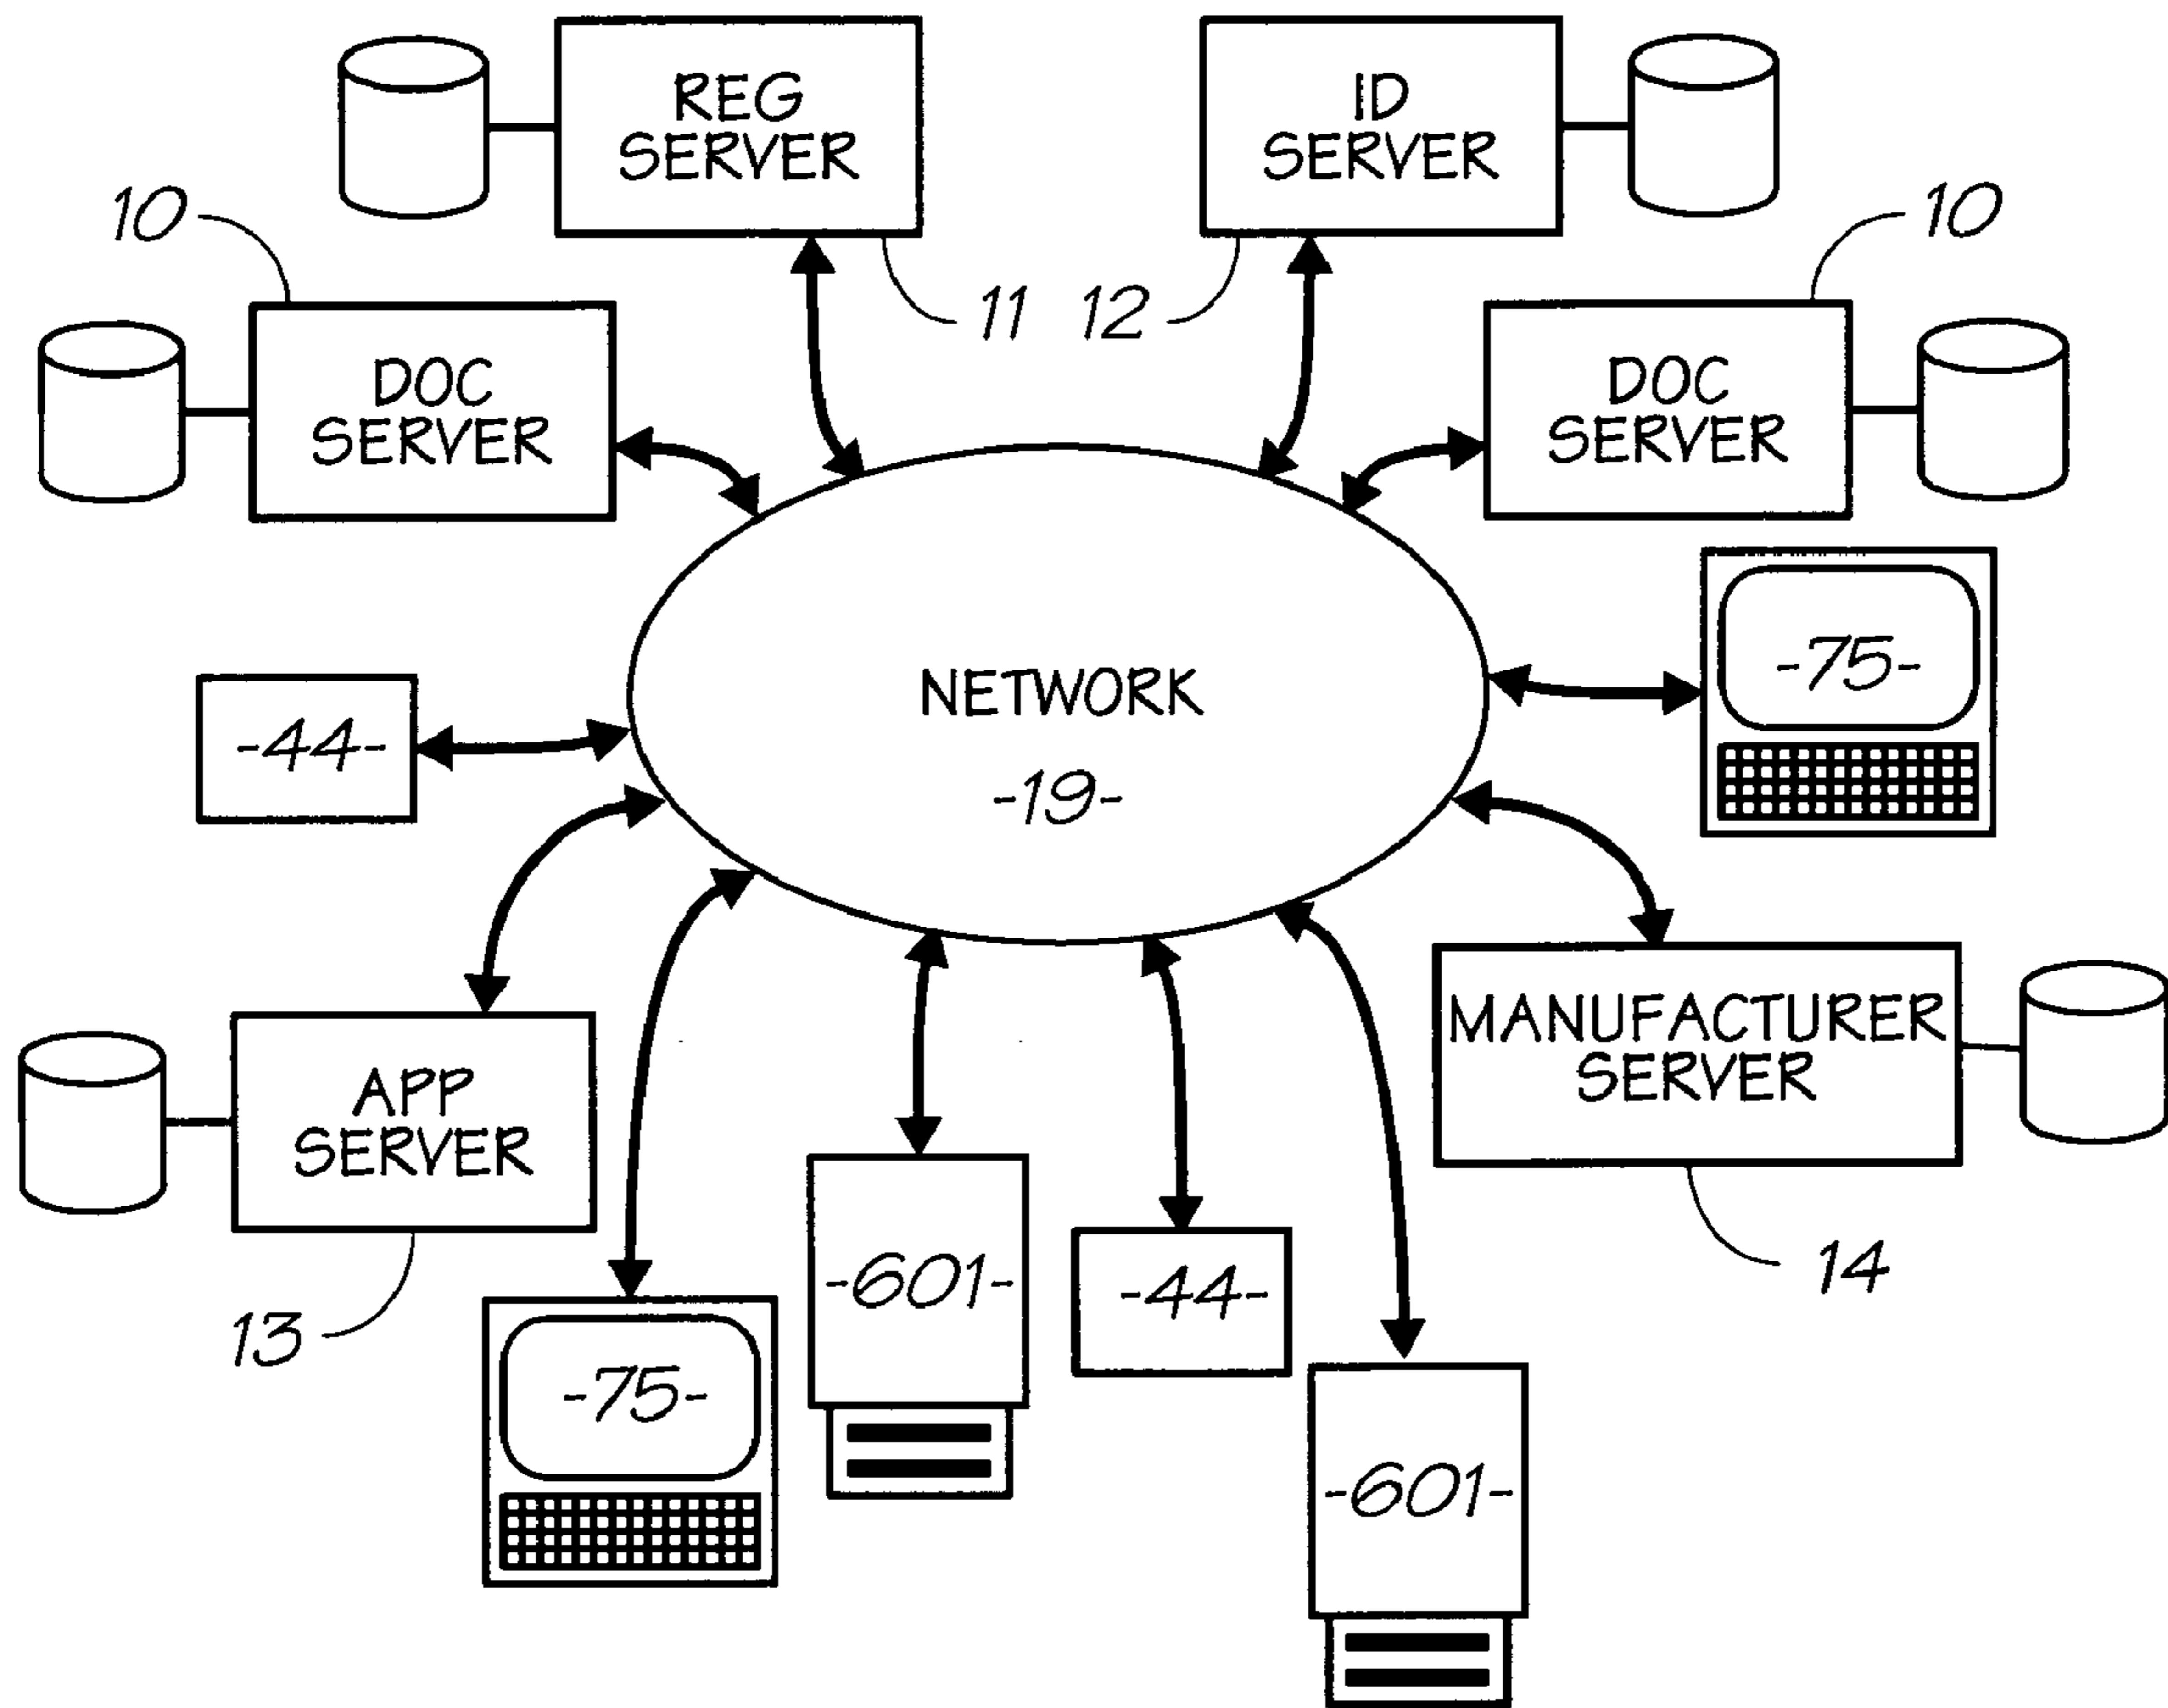 REG
SERVER
ID
SERVER
10
10
11
12
DOC
SERVER
DOC
SERVER
-75-
NETWORK
-19-
-44-
MANUFACTURER
SERVER
APP
SERVER
-601-
-44-
14
13
-75-
-601-